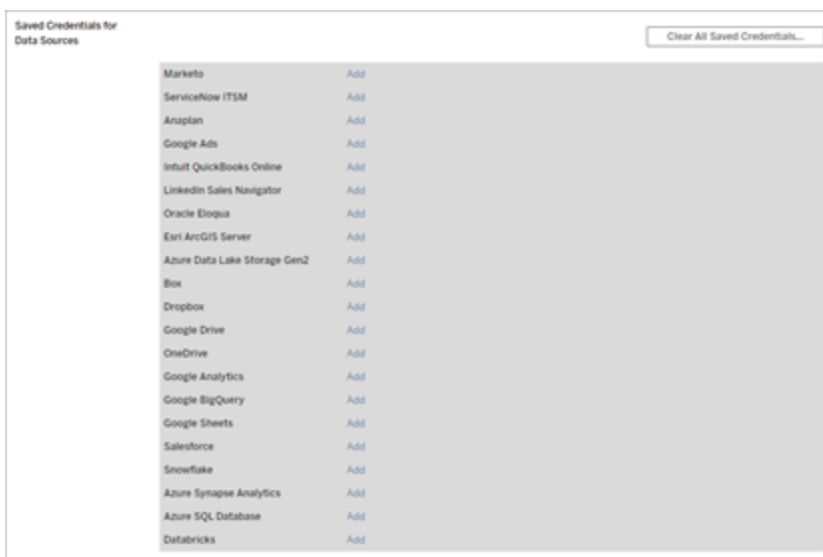 Saved Credentials for
Data Sources
Clear All Saved Credentials...
Marketo Add
ServiceNow ITSM Add
Anaplan Add
Google Ads Add
Intuit QuickBooks Online Add
LinkedIn Sales Navigator Add
Oracle Eloqua Add
Esri ArcGIS Server Add
Azure Data Lake Storage Gen2 Add
Box Add
Dropbox Add
Google Drive Add
OneDrive Add
Google Analytics Add
Google BigQuery Add
Google Sheets Add
Salesforce Add
Snowflake Add
Azure Synapse Analytics Add
Azure SQL Database Add
Databricks Add